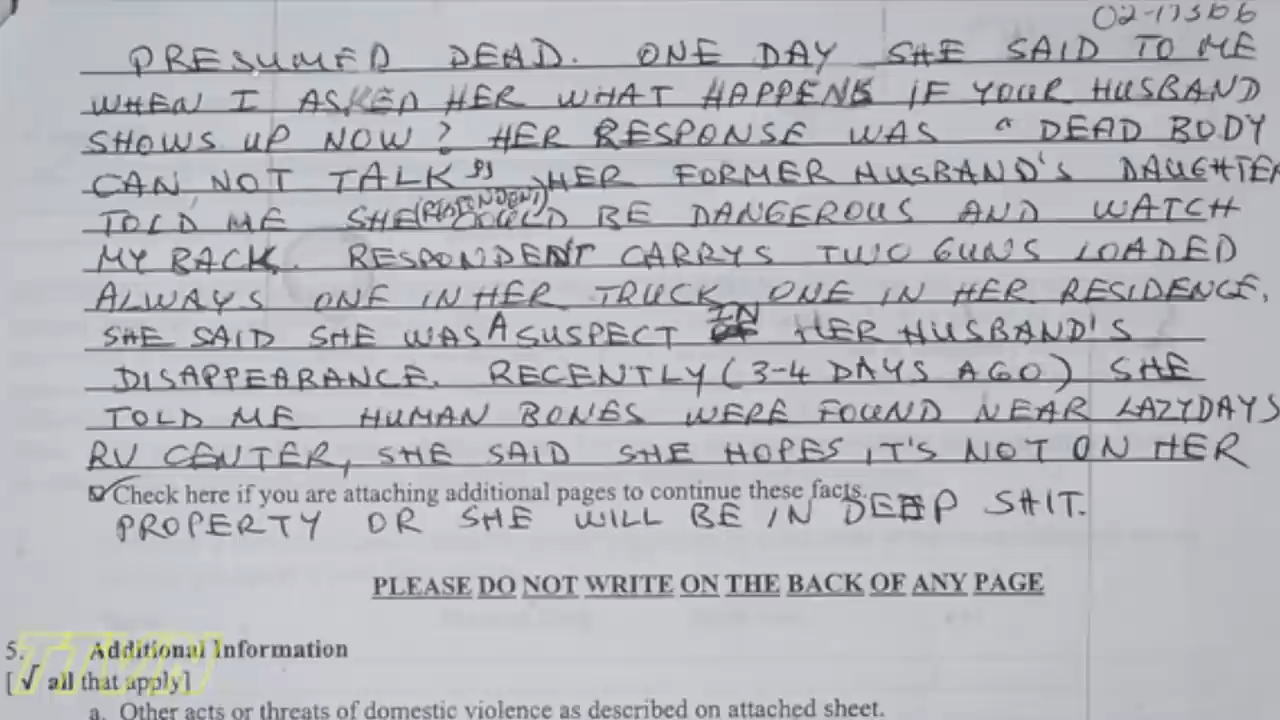 02-17366
PRESUMED DEAD. ONE DAY SHE SAID TO ME
WHEN I ASKED HER WHAT HAPPENS IF YOUR HUSBAND
SHOWS UP NOW? HER RESPONSE WAS "DEAD BODY
CAN NOT TALK" HER FORMER HUSBAND'S DAUGHTER
TOLD ME SHE (RESPONDENT) COULD BE DANGEROUS AND WATCH
MY BACK. RESPONDENT CARRYS TWO GUNS LOADED
ALWAYS ONE IN HER TRUCK, ONE IN HER RESIDENCE.
SHE SAID SHE WAS A SUSPECT IN HER HUSBAND'S
DISAPPEARANCE. RECENTLY (3-4 DAYS AGO) SHE
TOLD ME HUMAN BONES WERE FOUND NEAR LAZYDAYS
RV CENTER, SHE SAID SHE HOPES IT'S NOT ON HER
Check here if you are attaching additional pages to continue these facts.
PROPERTY OR SHE WILL BE IN DEEP SHIT.
PLEASE DO NOT WRITE ON THE BACK OF ANY PAGE
5. Additional Information
[√ all that apply]
a. Other acts or threats of domestic violence as described on attached sheet.